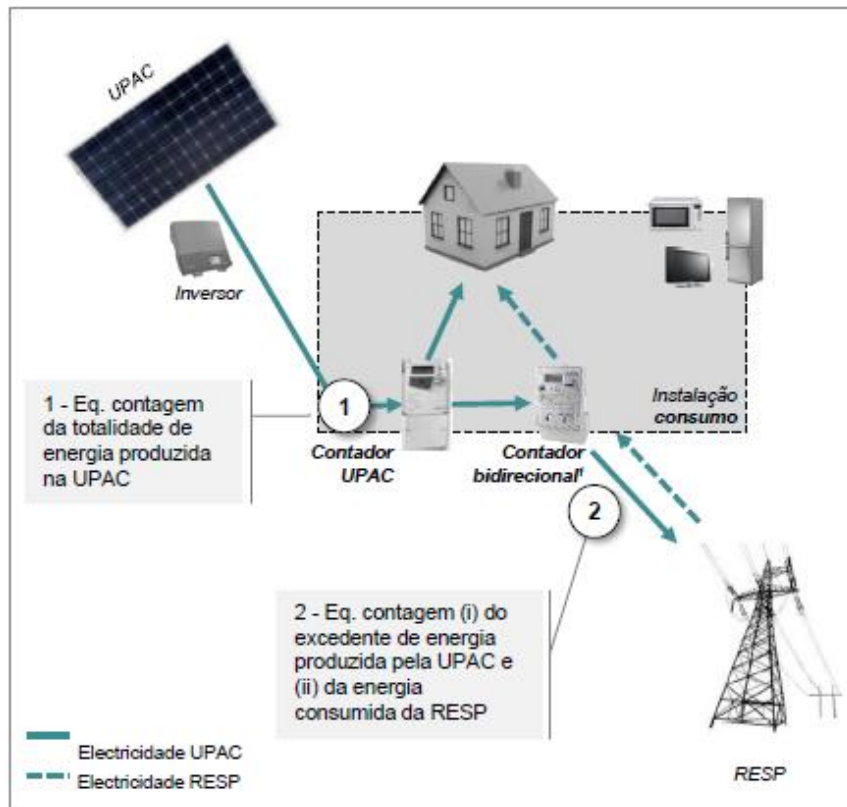 UPAC
Inversor
1 - Eq. contagem
da totalidade de
energia produzida
na UPAC
1
Contador
UPAC
Contador
bidirecional¹
Instalação
consumo
2
2 - Eq. contagem (i) do
excedente de energia
produzida pela UPAC e
(ii) da energia
consumida da RESP
RESP
Electricidade UPAC
Electricidade RESP